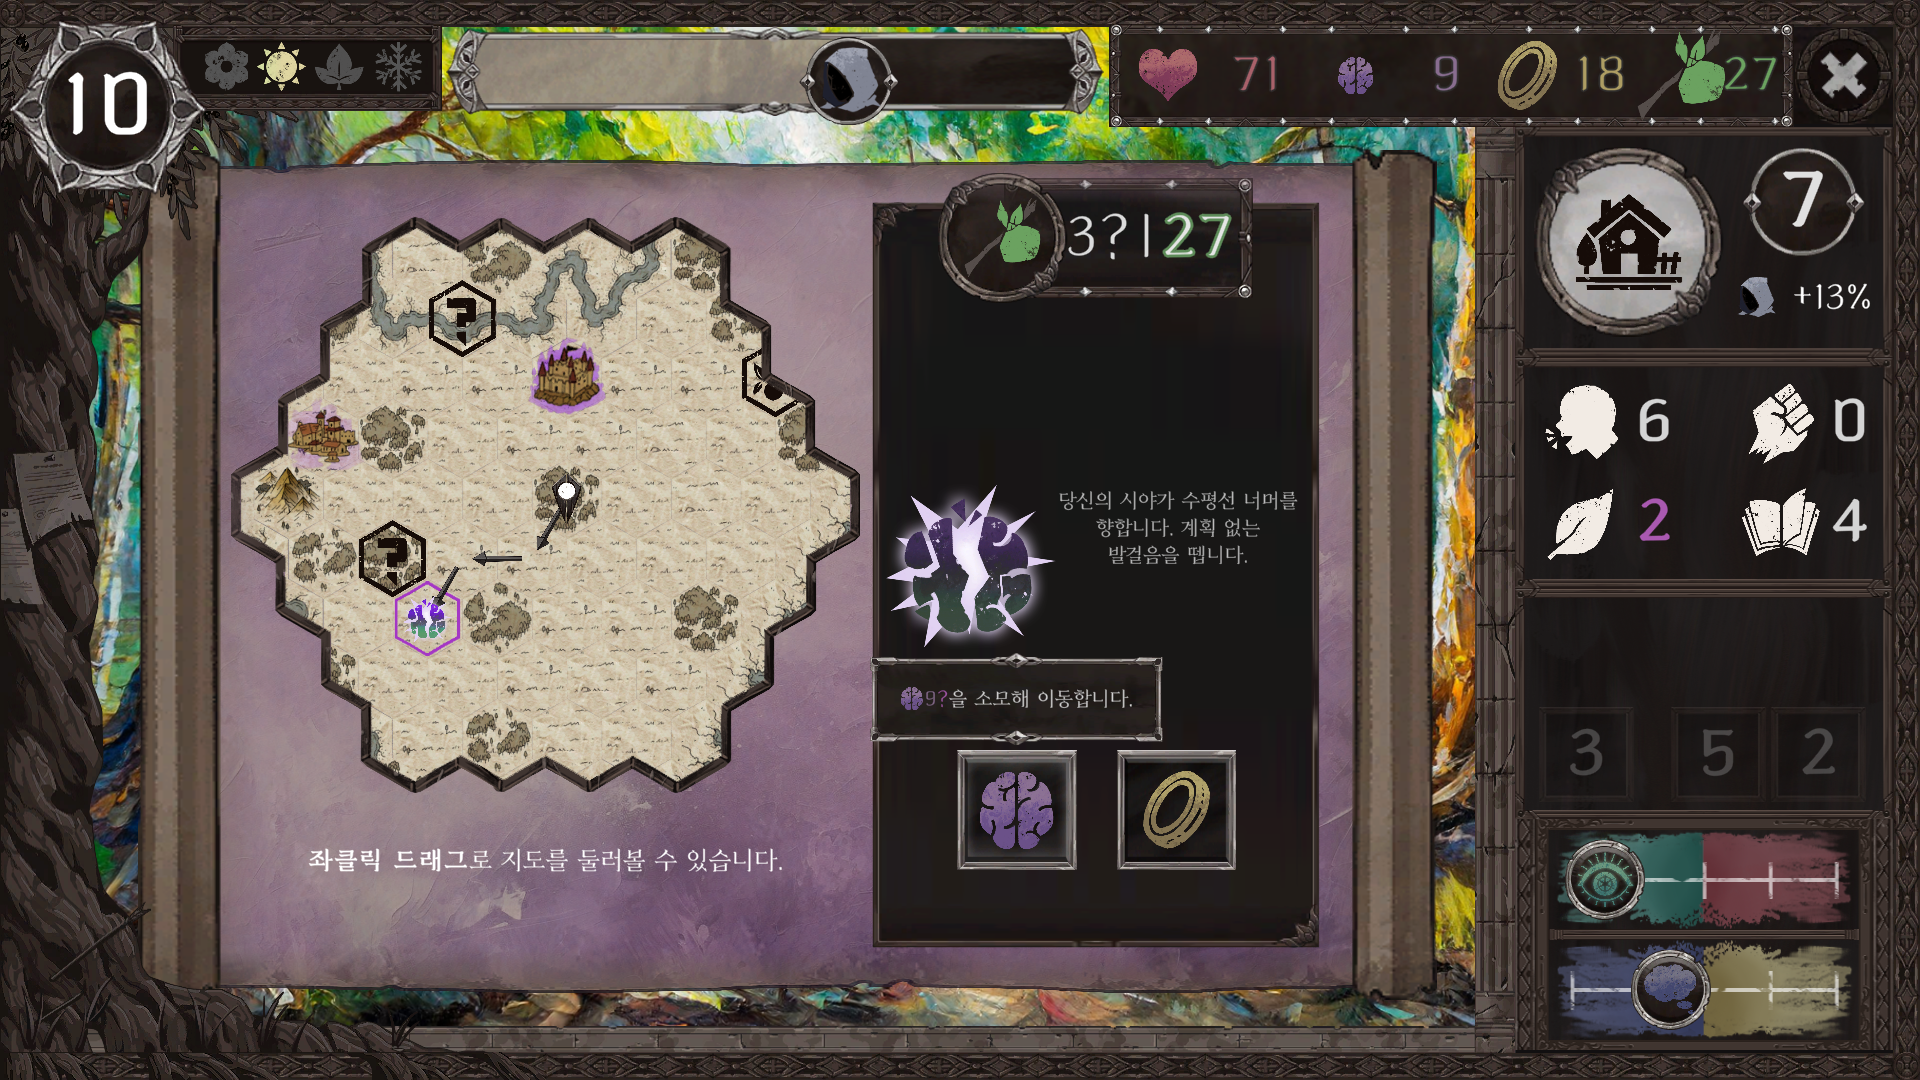 10
71 9 18 27
3?|27
7
+13%
당신의 시야가 수평선 너머를
향합니다. 계획 없는
발걸음을 뗍니다.
6 0
2 4
9?을 소모해 이동합니다.
3 5 2
좌클릭 드래그로 지도를 둘러볼 수 있습니다.